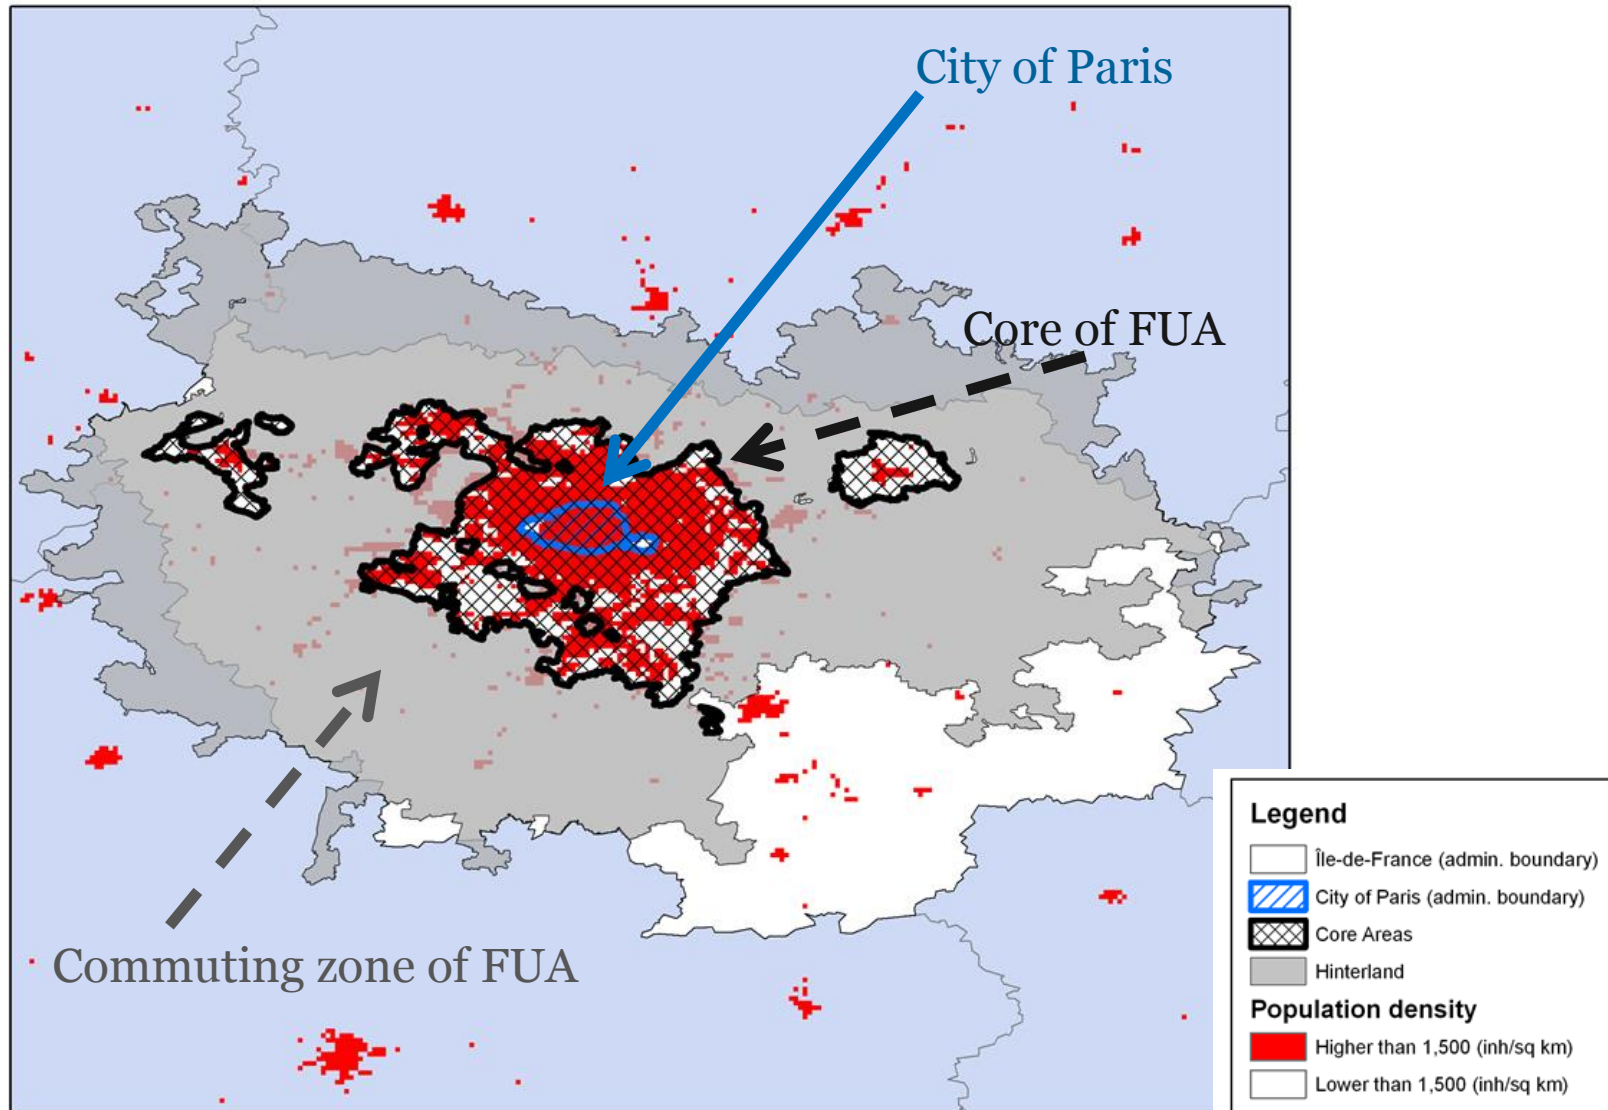 City of Paris
Core of FUA
Commuting zone of FUA
Legend
Île-de-France (admin. boundary)
City of Paris (admin. boundary)
Core Areas
Hinterland
Population density
Higher than 1,500 (inh/sq km)
Lower than 1,500 (inh/sq km)